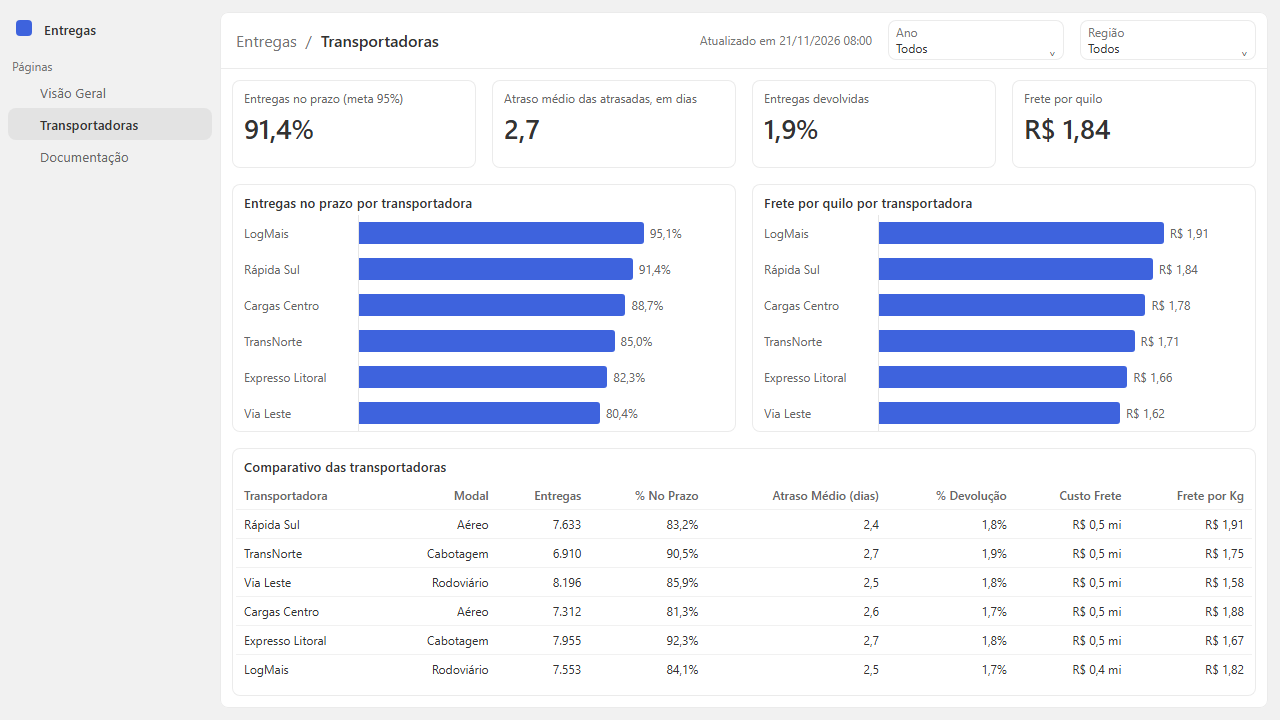 Entregas
Páginas
Visão Geral
Transportadoras
Documentação
Entregas / Transportadoras
Atualizado em 21/11/2026 08:00
Ano
Todos
Região
Todos
Entregas no prazo (meta 95%)
91,4%
Atraso médio das atrasadas, em dias
2,7
Entregas devolvidas
1,9%
Frete por quilo
R$ 1,84
Entregas no prazo por transportadora
LogMais 95,1%
Rápida Sul 91,4%
Cargas Centro 88,7%
TransNorte 85,0%
Expresso Litoral 82,3%
Via Leste 80,4%
Frete por quilo por transportadora
LogMais R$ 1,91
Rápida Sul R$ 1,84
Cargas Centro R$ 1,78
TransNorte R$ 1,71
Expresso Litoral R$ 1,66
Via Leste R$ 1,62
Comparativo das transportadoras
Transportadora Modal Entregas % No Prazo Atraso Médio (dias) % Devolução Custo Frete Frete por Kg
Rápida Sul Aéreo 7.633 83,2% 2,4 1,8% R$ 0,5 mi R$ 1,91
TransNorte Cabotagem 6.910 90,5% 2,7 1,9% R$ 0,5 mi R$ 1,75
Via Leste Rodoviário 8.196 85,9% 2,5 1,8% R$ 0,5 mi R$ 1,58
Cargas Centro Aéreo 7.312 81,3% 2,6 1,7% R$ 0,5 mi R$ 1,88
Expresso Litoral Cabotagem 7.955 92,3% 2,7 1,8% R$ 0,5 mi R$ 1,67
LogMais Rodoviário 7.553 84,1% 2,5 1,7% R$ 0,4 mi R$ 1,82